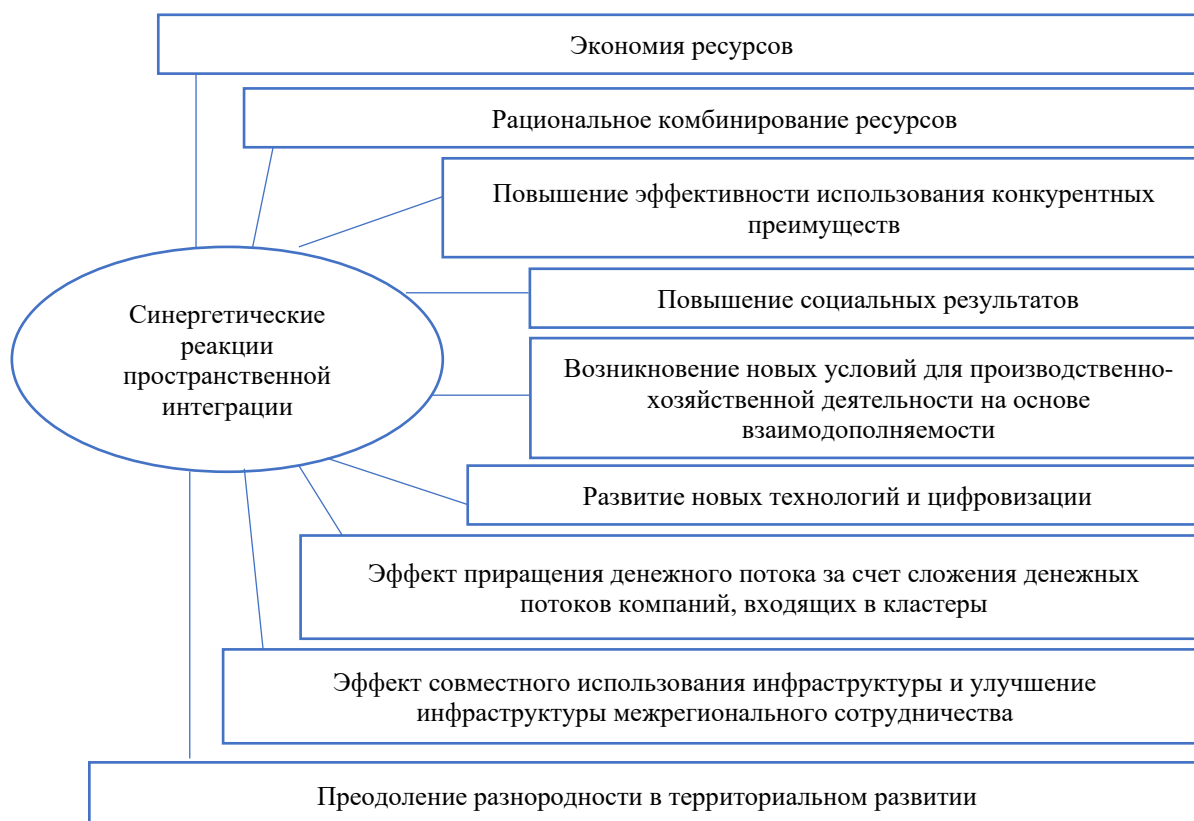 Экономия ресурсов
Рациональное комбинирование ресурсов
Повышение эффективности использования конкурентных
преимуществ
Повышение социальных результатов
Синергетические
реакции
пространственной
интеграции
Возникновение новых условий для производственно-
хозяйственной деятельности на основе
взаимодополняемости
Развитие новых технологий и цифровизации
Эффект приращения денежного потока за счет сложения денежных
потоков компаний, входящих в кластеры
Эффект совместного использования инфраструктуры и улучшение
инфраструктуры межрегионального сотрудничества
Преодоление разнородности в территориальном развитии